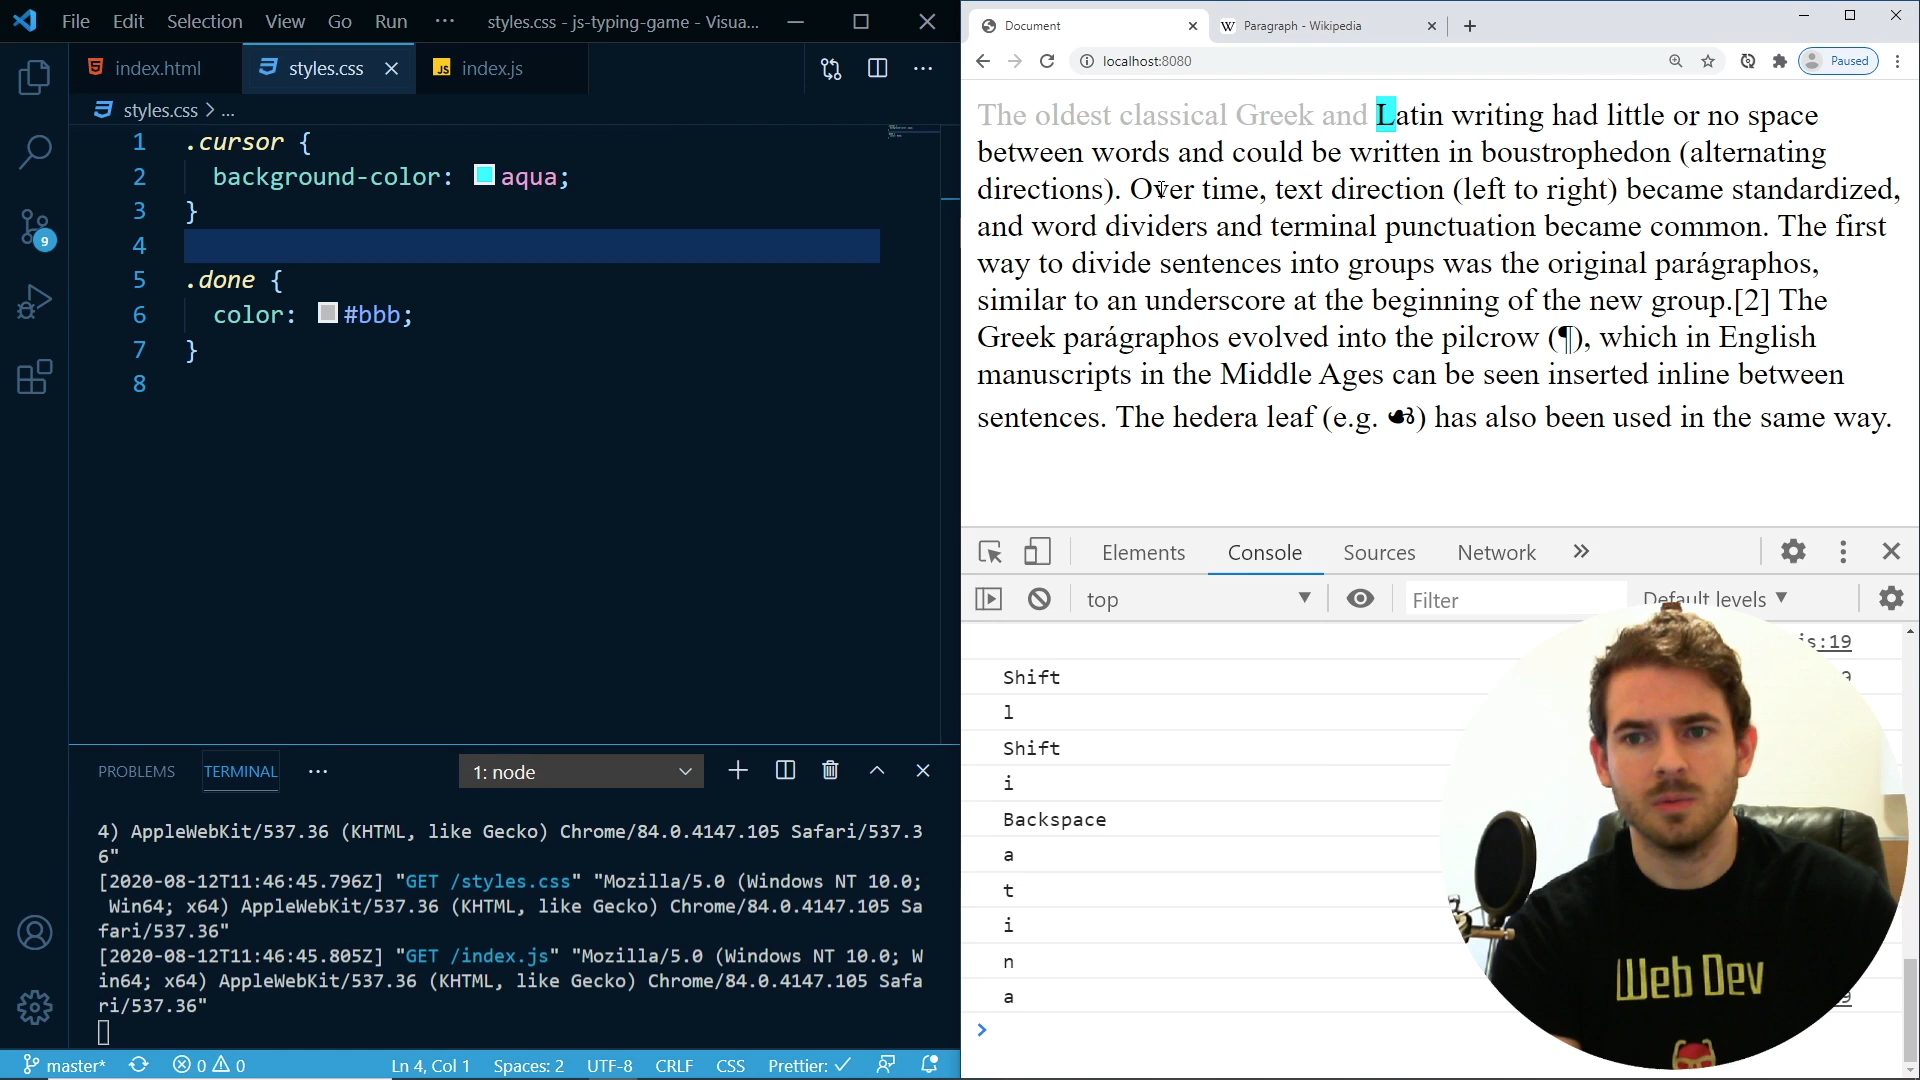 File Edit Selection View Go Run ··· styles.css - js-typing-game - Visua...
index.html styles.css JS index.js
styles.css > ...
1 .cursor {
2 background-color: aqua;
3 }
4
5 .done {
6 color: #bbb;
7 }
8
9
PROBLEMS TERMINAL ··· 1: node
4) AppleWebKit/537.36 (KHTML, like Gecko) Chrome/84.0.4147.105 Safari/537.3
6"
[2020-08-12T11:46:45.796Z] "GET /styles.css" "Mozilla/5.0 (Windows NT 10.0;
Win64; x64) AppleWebKit/537.36 (KHTML, like Gecko) Chrome/84.0.4147.105 Sa
fari/537.36"
[2020-08-12T11:46:45.805Z] "GET /index.js" "Mozilla/5.0 (Windows NT 10.0; W
in64; x64) AppleWebKit/537.36 (KHTML, like Gecko) Chrome/84.0.4147.105 Safa
ri/537.36"
master* 0 0 Ln 4, Col 1 Spaces: 2 UTF-8 CRLF CSS Prettier: ✓
Document W Paragraph - Wikipedia
localhost:8080 Paused
The oldest classical Greek and Latin writing had little or no space
between words and could be written in boustrophedon (alternating
directions). Over time, text direction (left to right) became standardized,
and word dividers and terminal punctuation became common. The first
way to divide sentences into groups was the original parágraphos,
similar to an underscore at the beginning of the new group.[2] The
Greek parágraphos evolved into the pilcrow (¶), which in English
manuscripts in the Middle Ages can be seen inserted inline between
sentences. The hedera leaf (e.g. ☙) has also been used in the same way.
Elements Console Sources Network »
top Filter Default levels
js:19
Shift
l
Shift
i
Backspace
a
t
i
n
a
>
Web Dev